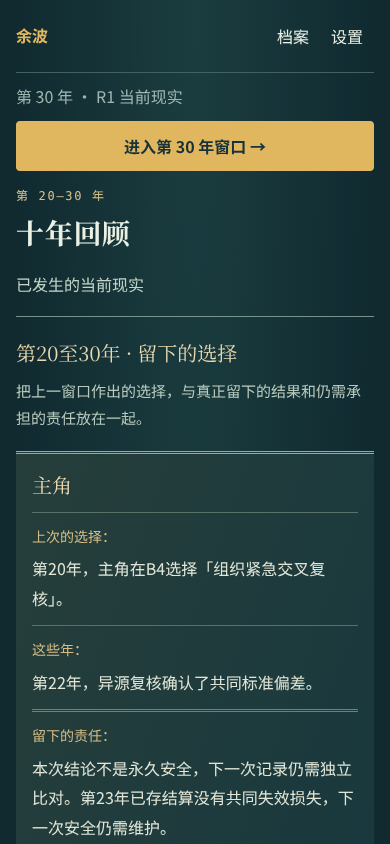 余波
档案 设置
第 30 年 · R1 当前现实
进入第 30 年窗口 →
第 20–30 年
十年回顾
已发生的当前现实
第20至30年 · 留下的选择
把上一窗口作出的选择，与真正留下的结果和仍需承
担的责任放在一起。
主角
上次的选择：
第20年，主角在B4选择「组织紧急交叉复
核」。
这些年：
第22年，异源复核确认了共同标准偏差。
留下的责任：
本次结论不是永久安全，下一次记录仍需独立
比对。第23年已存结算没有共同失效损失，下
一次安全仍需维护。